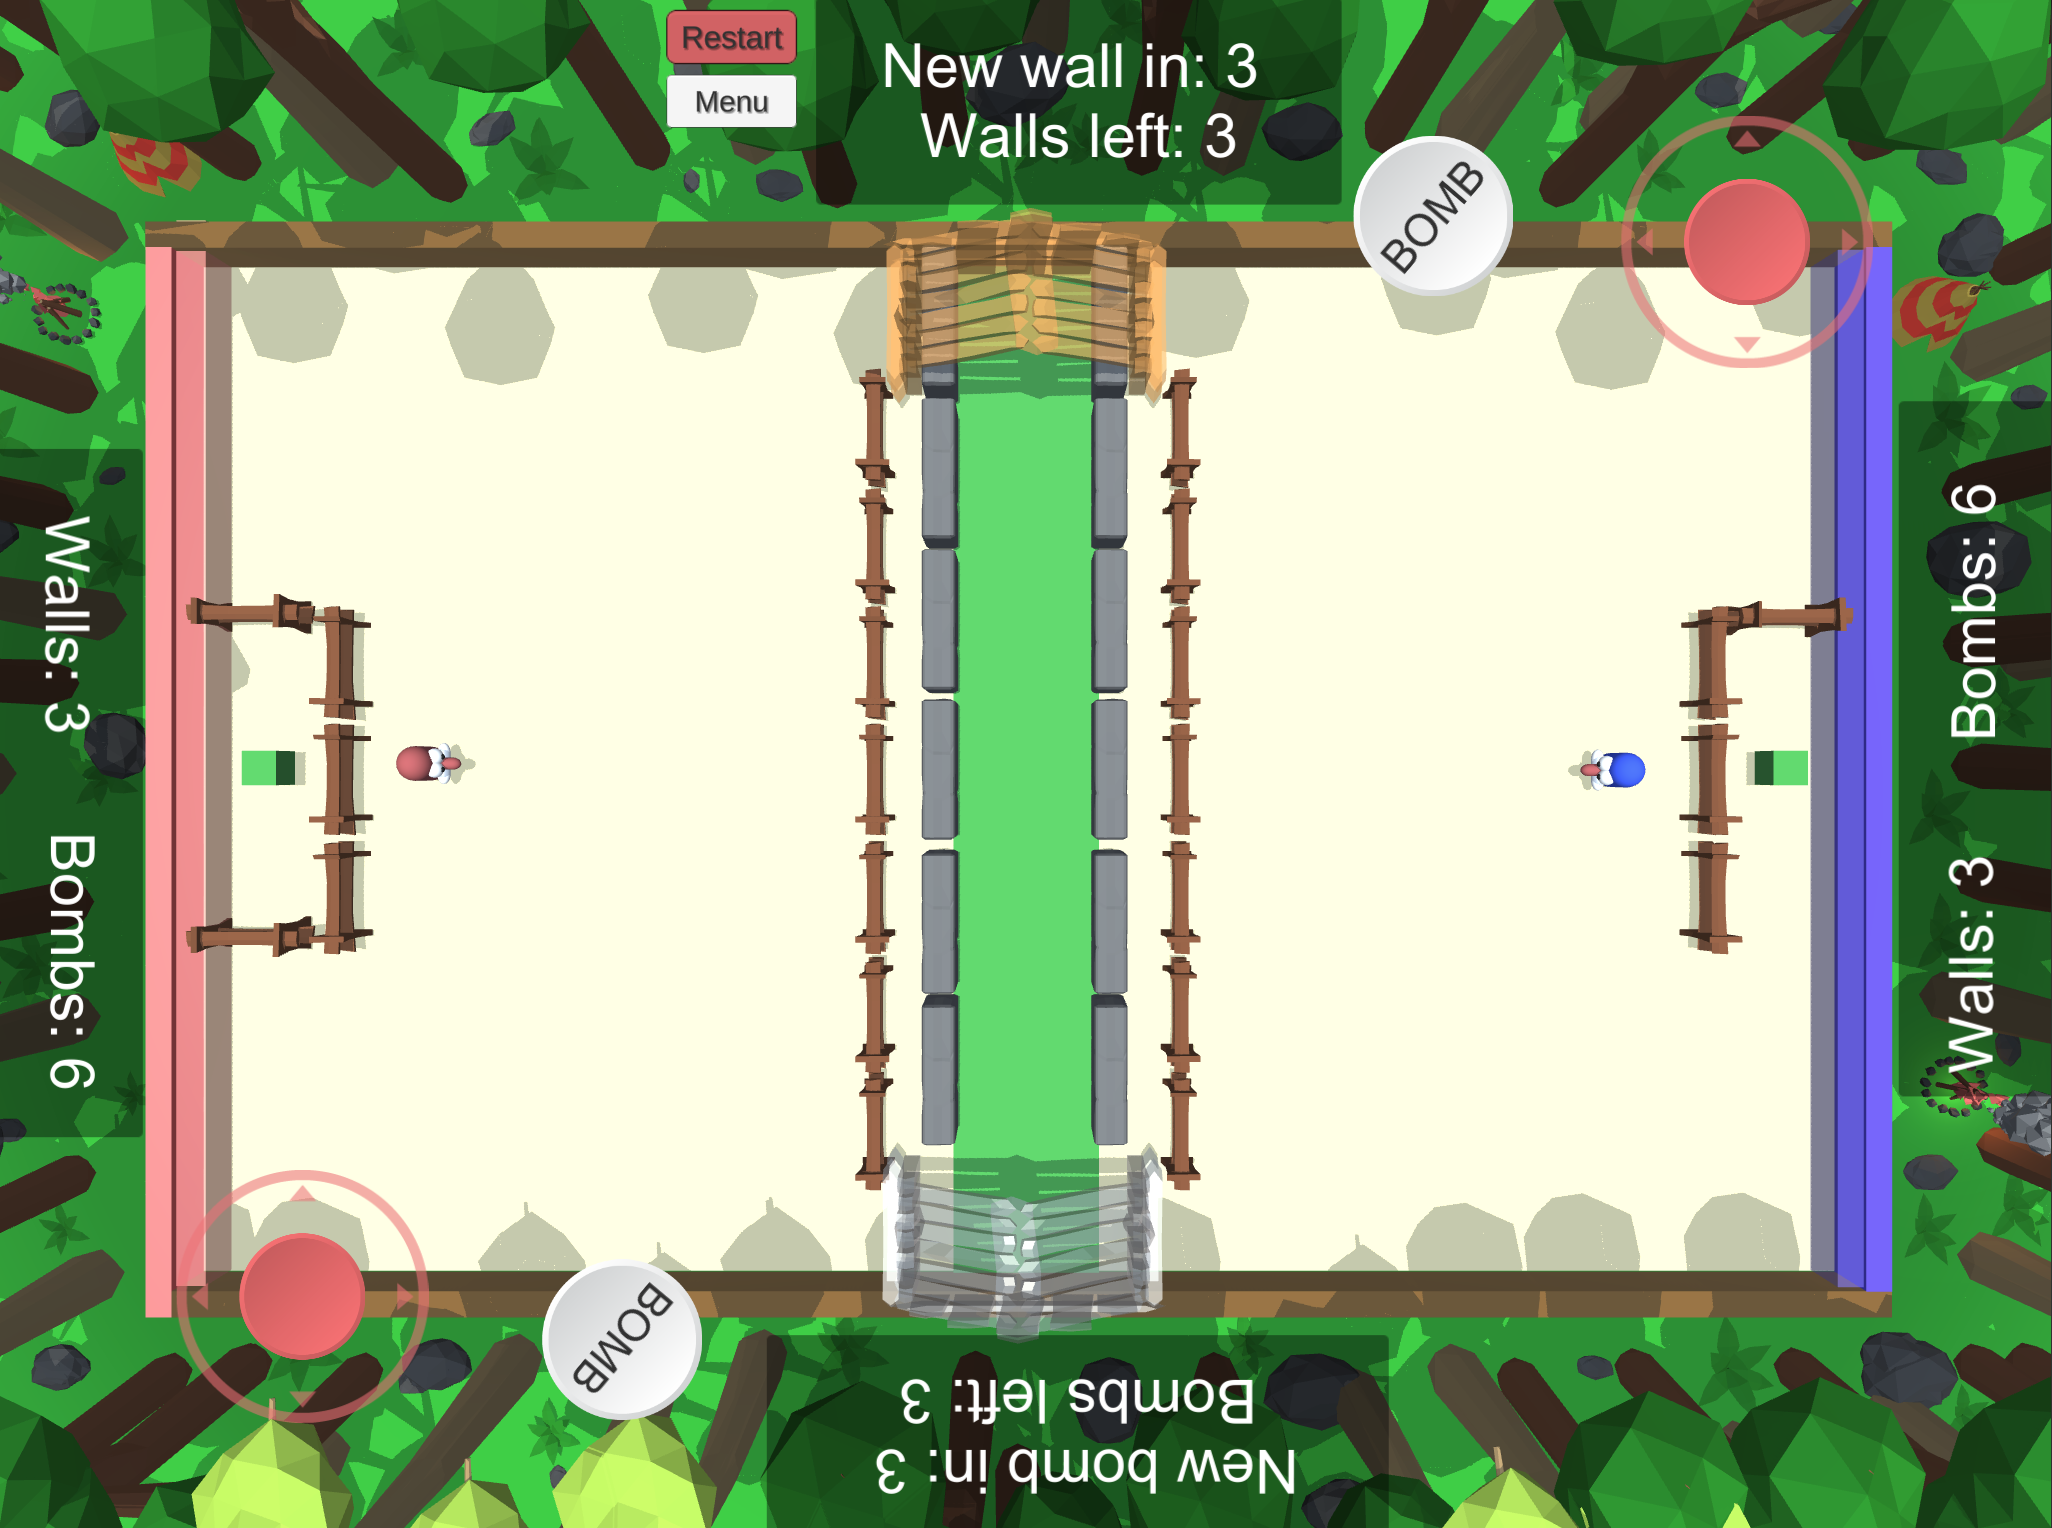 Restart
Menu
New wall in: 3
Walls left: 3
BOMB
Walls: 3
Bombs: 6
Bombs: 6
Walls: 3
BOMB
New bomb in: 3
Bombs left: 3